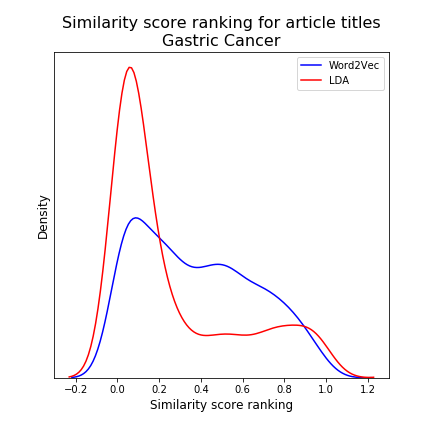 Similarity score ranking for article titles
Gastric Cancer
Word2Vec
LDA
Density
−0.2 0.0 0.2 0.4 0.6 0.8 1.0 1.2
Similarity score ranking